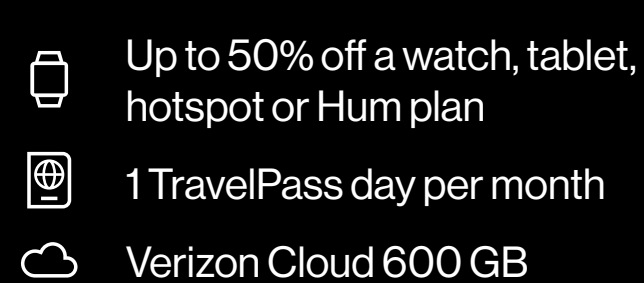 Up to 50% off a watch, tablet,
hotspot or Hum plan
1 TravelPass day per month
Verizon Cloud 600 GB